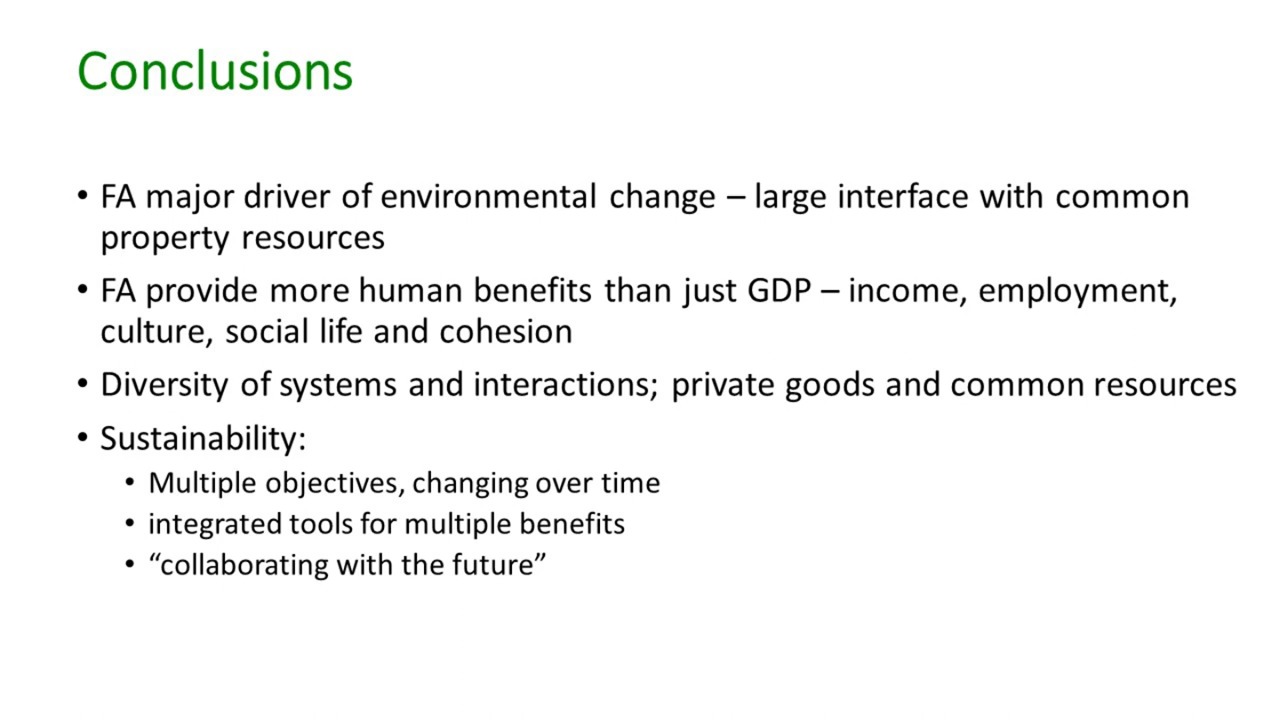 Conclusions
• FA major driver of environmental change – large interface with common
property resources
• FA provide more human benefits than just GDP – income, employment,
culture, social life and cohesion
• Diversity of systems and interactions; private goods and common resources
• Sustainability:
• Multiple objectives, changing over time
• integrated tools for multiple benefits
• “collaborating with the future”